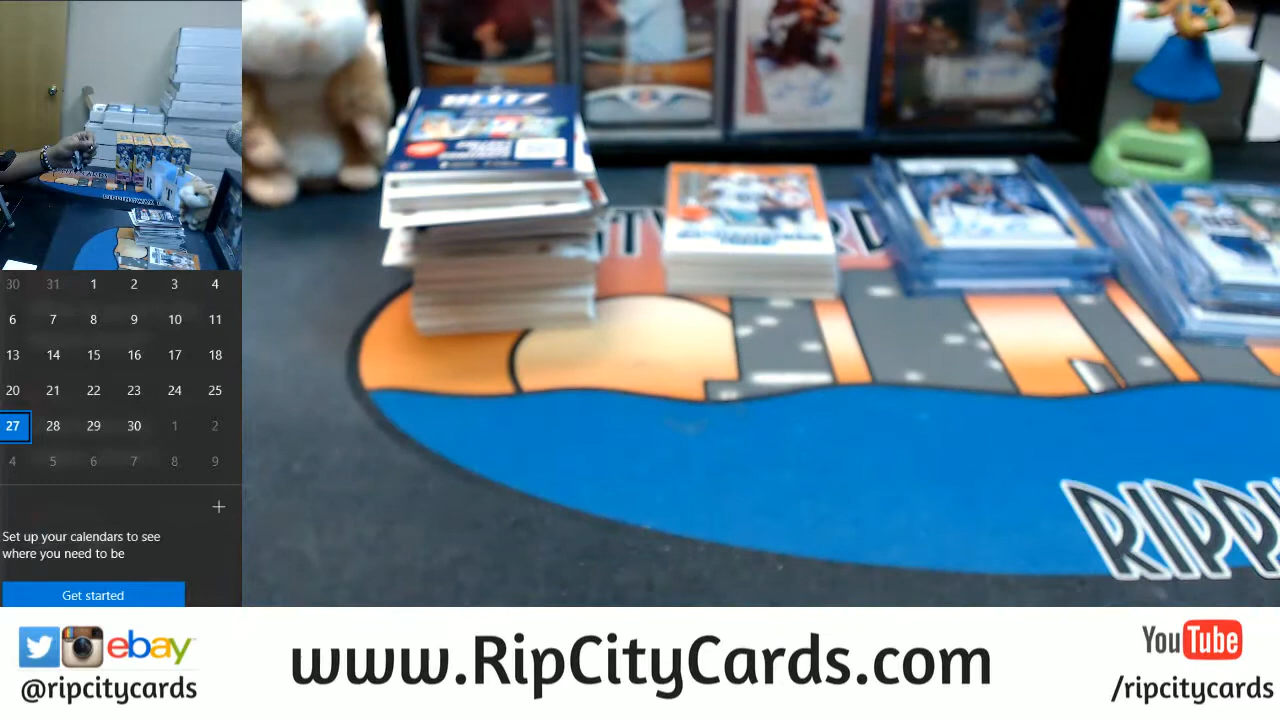 30 31 1 2 3 4
6 7 8 9 10 11
13 14 15 16 17 18
20 21 22 23 24 25
27 28 29 30 1 2
4 5 6 7 8 9
+
Set up your calendars to see
where you need to be
Get started
BLITZ
RIPPI
ebay
@ripcitycards
www.RipCityCards.com
YouTube
/ripcitycards